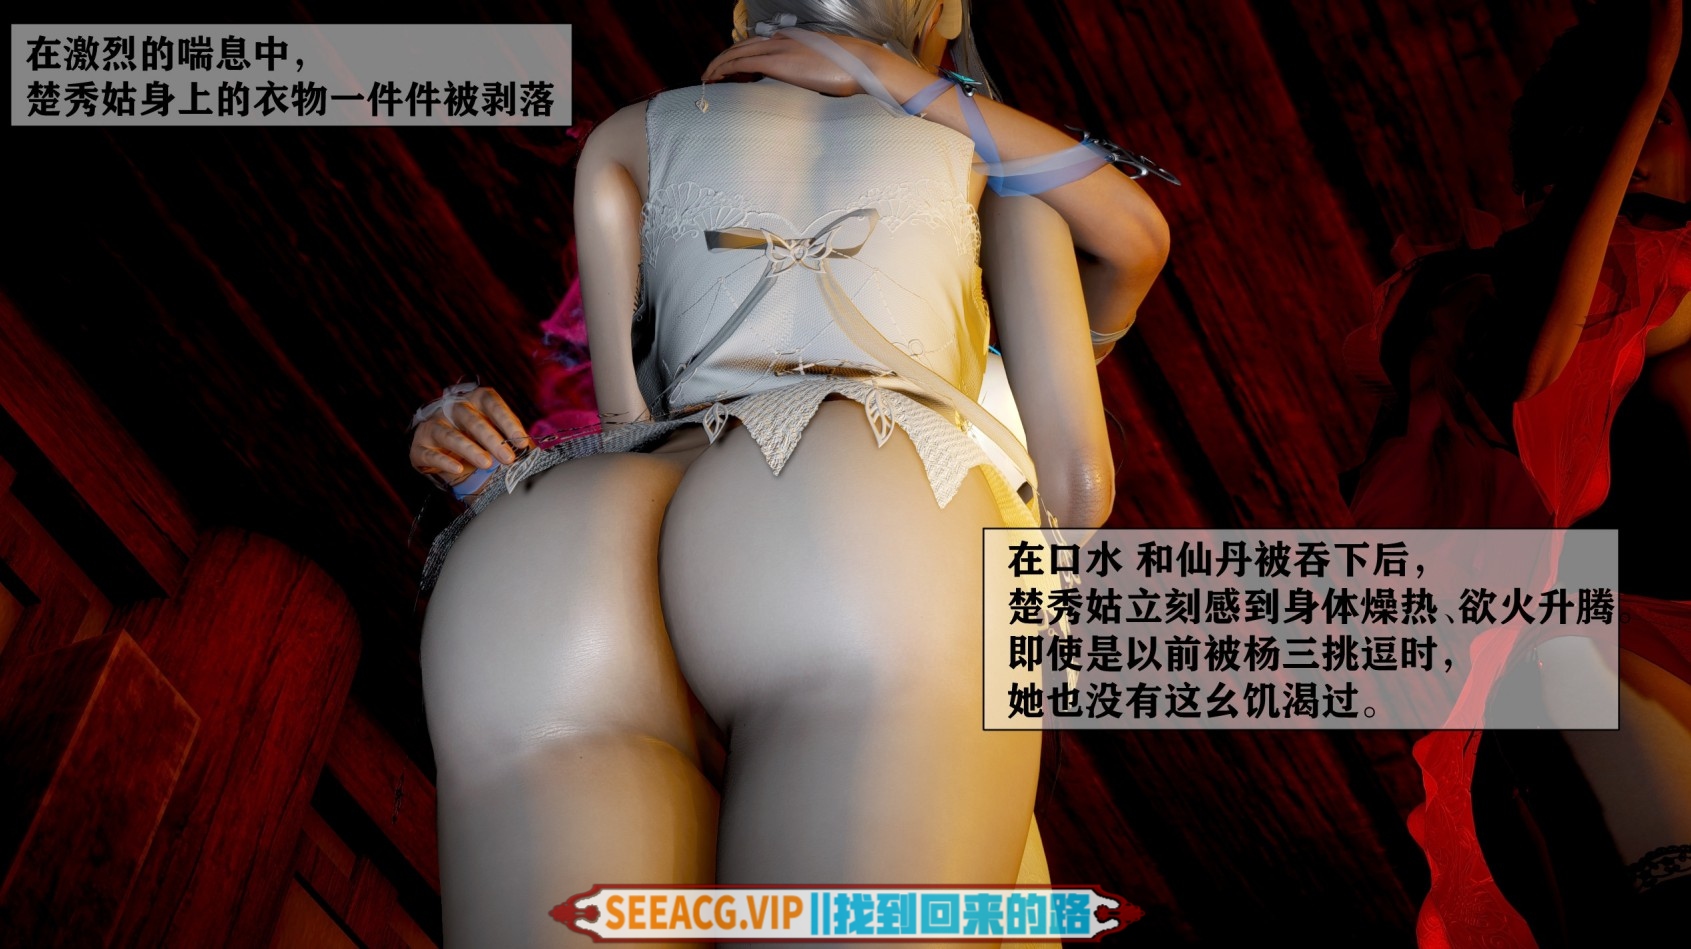 在激烈的喘息中，
楚秀姑身上的衣物一件件被剥落
在口水 和仙丹被吞下后，
楚秀姑立刻感到身体燥热、欲火升腾。
即使是以前被杨三挑逗时，
她也没有这幺饥渴过。
SEEACG.VIP||找到回来的路